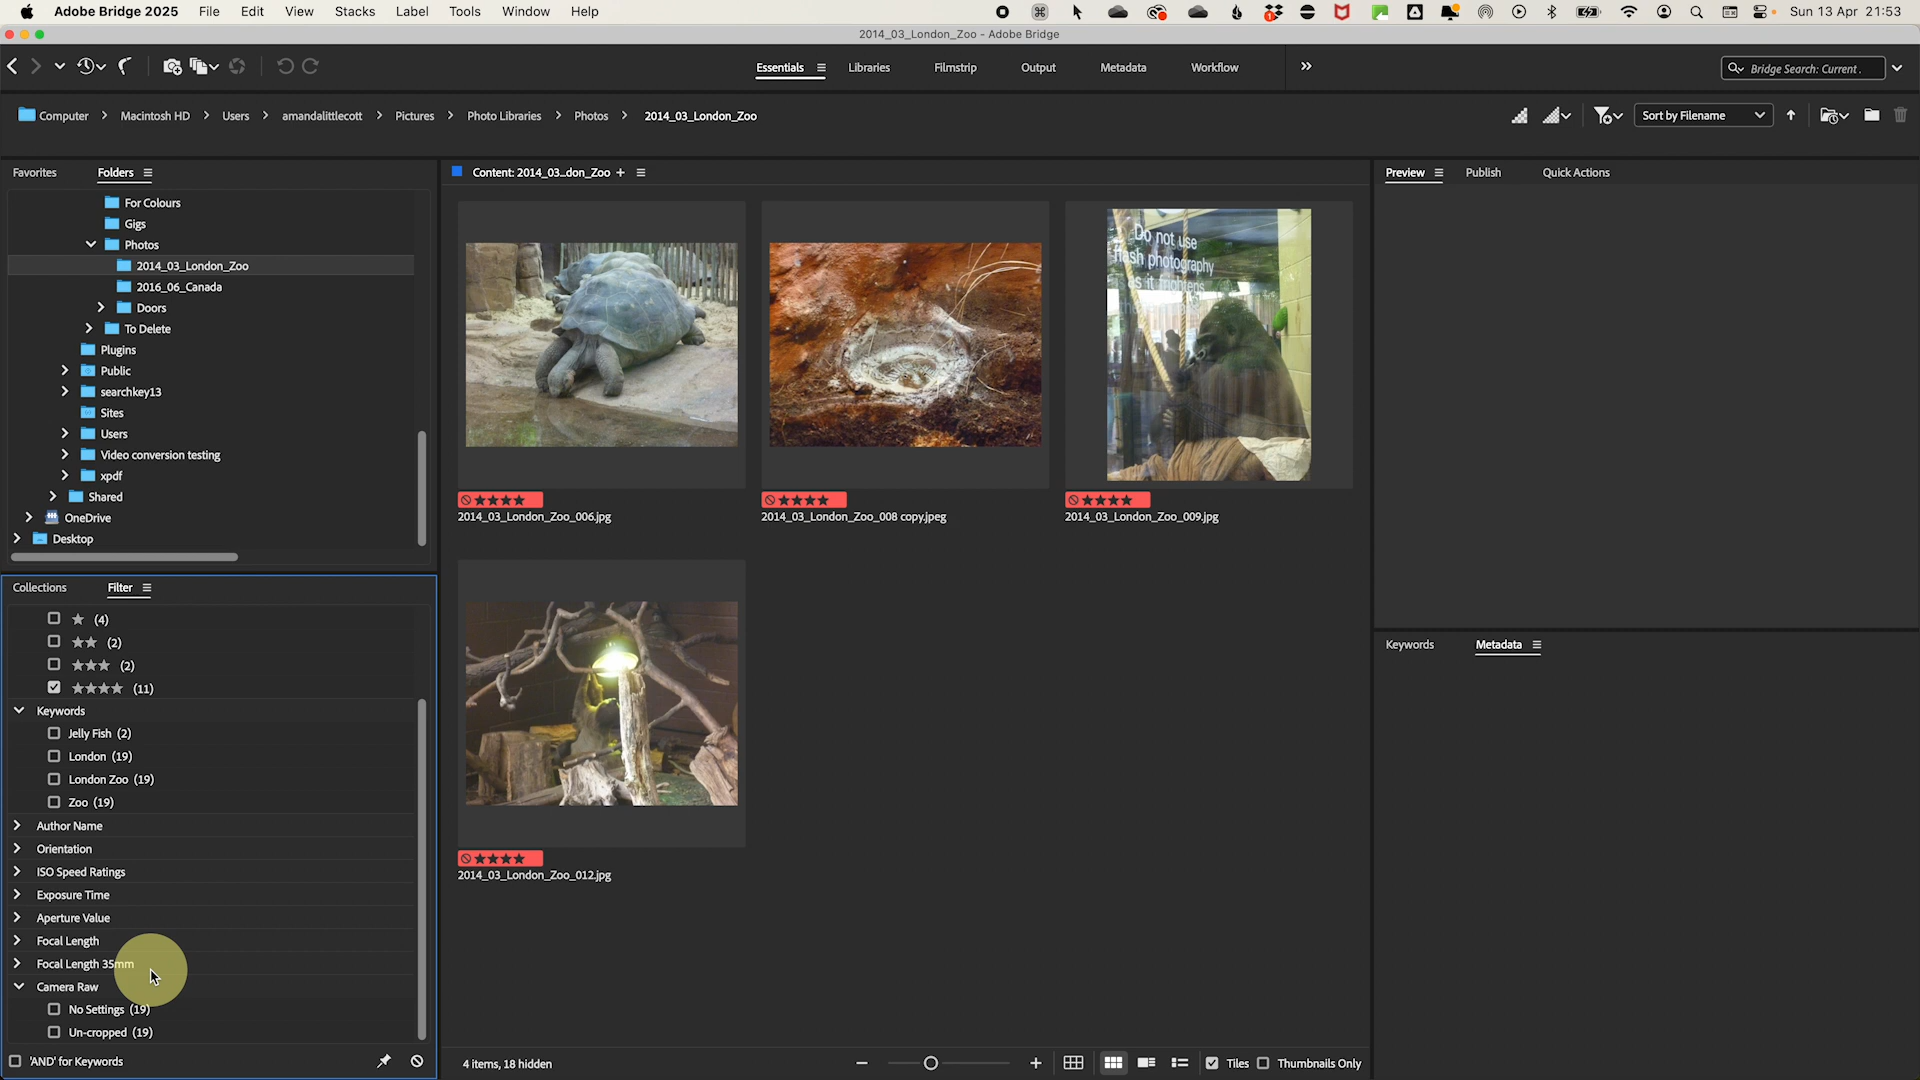 Adobe Bridge 2025 File Edit View Stacks Label Tools Window Help Sun 13 Apr 21:53
2014_03_London_Zoo - Adobe Bridge
Essentials Libraries Filmstrip Output Metadata Workflow Bridge Search: Current .
Computer Macintosh HD Users amandalittlecott Pictures Photo Libraries Photos 2014_03_London_Zoo Sort by Filename
Favorites Folders
For Colours
Gigs
Photos
2014_03_London_Zoo
2016_06_Canada
Doors
To Delete
Plugins
Public
searchkey13
Sites
Users
Video conversion testing
xpdf
Shared
OneDrive
Desktop
Collections Filter
★ (4)
★★ (2)
★★★ (2)
★★★★ (11)
Keywords
Jelly Fish (2)
London (19)
London Zoo (19)
Zoo (19)
Author Name
Orientation
ISO Speed Ratings
Exposure Time
Aperture Value
Focal Length
Focal Length 35mm
Camera Raw
No Settings (19)
Un-cropped (19)
'AND' for Keywords
Content: 2014_03...don_Zoo
Do not use
flash photography
as it frightens
2014_03_London_Zoo_006.jpg
2014_03_London_Zoo_008 copy.jpeg
2014_03_London_Zoo_009.jpg
2014_03_London_Zoo_012.jpg
4 items, 18 hidden Tiles Thumbnails Only
Preview Publish Quick Actions
Keywords Metadata